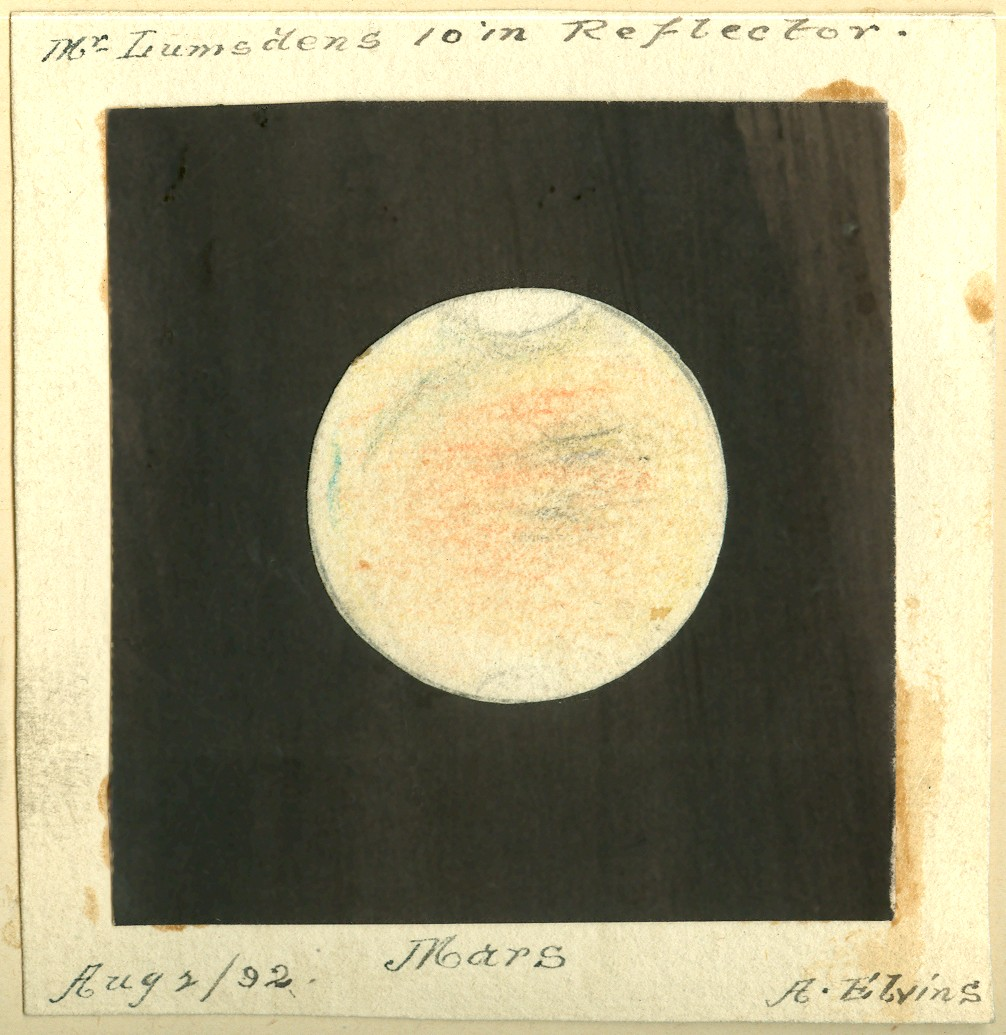 Mr Lumsdens 10 in Reflector.
Mars
Aug 2/92.
A. Elvins